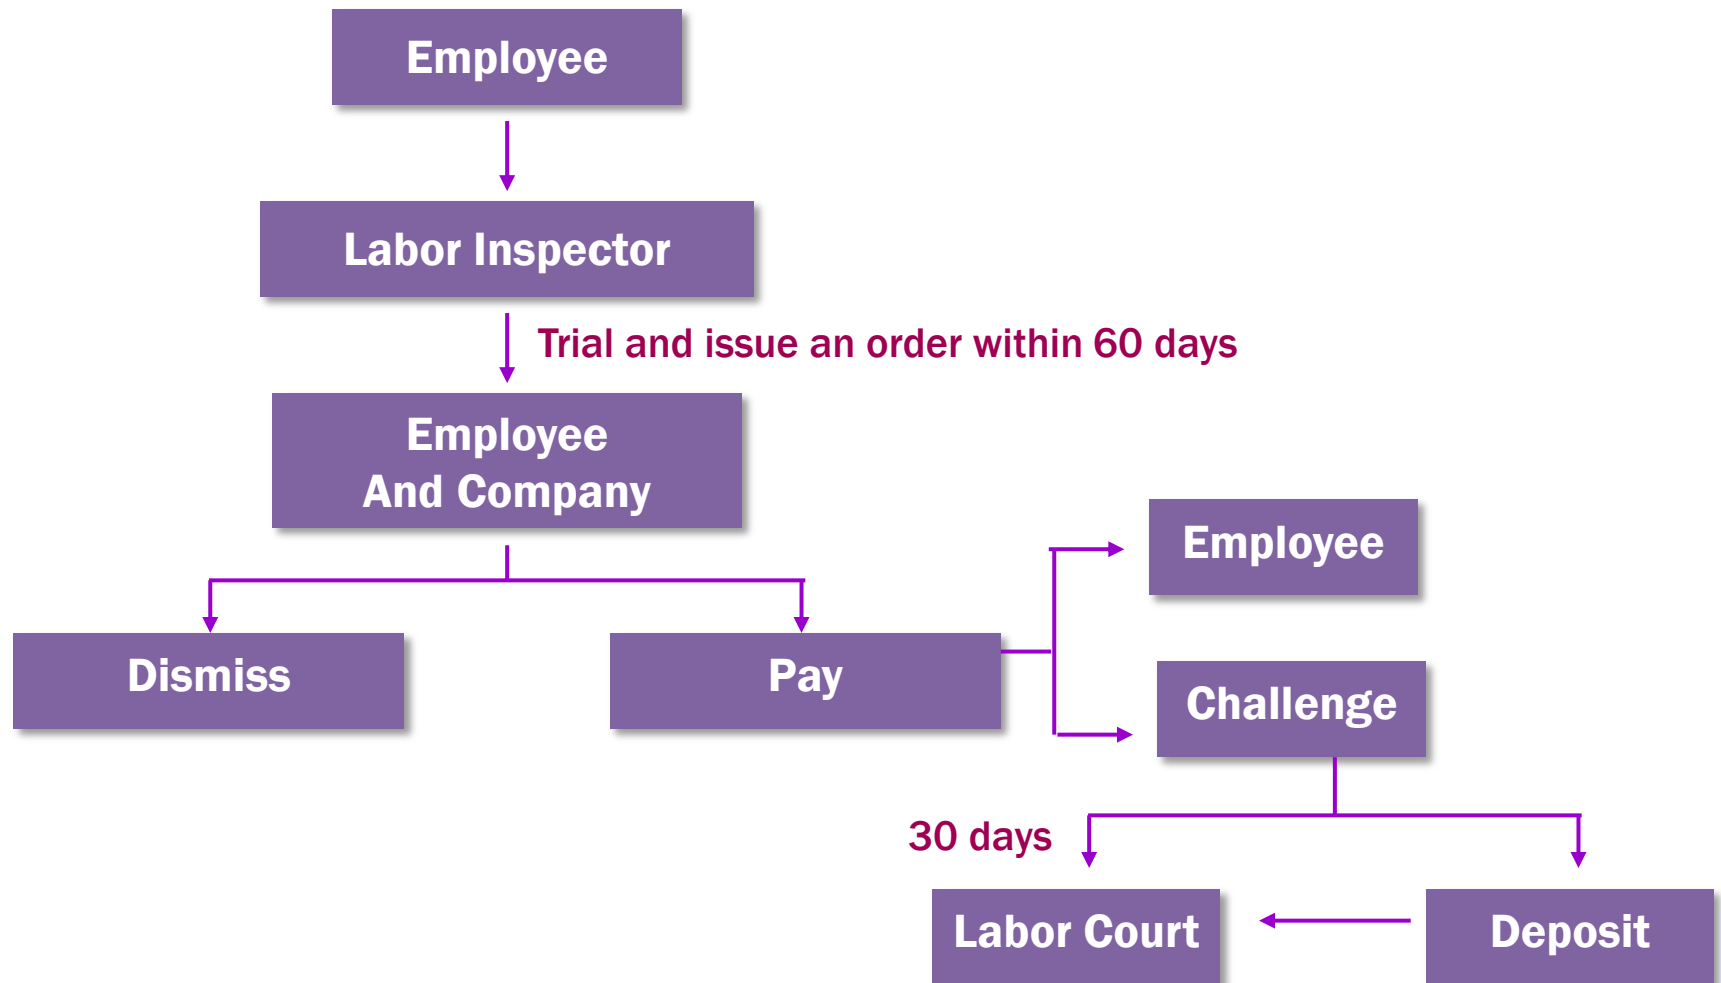 Employee
Labor Inspector
Trial and issue an order within 60 days
Employee
And Company
Dismiss
Pay
Employee
Challenge
30 days
Labor Court
Deposit